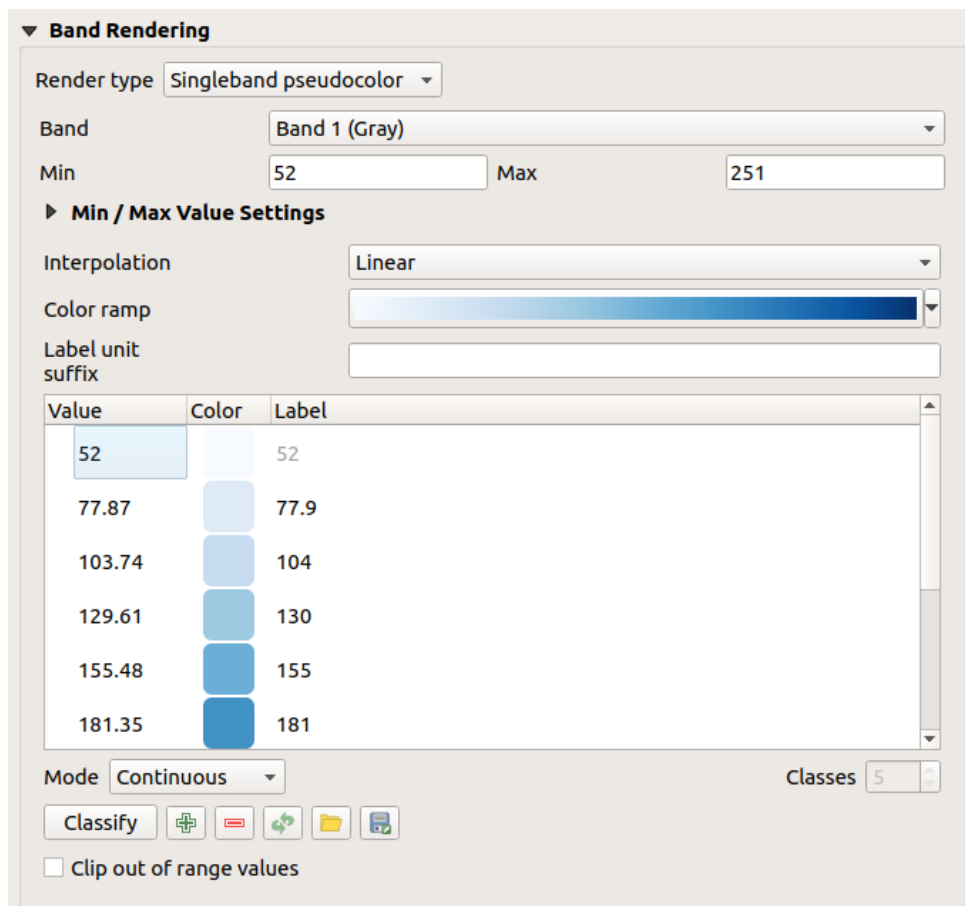 Band Rendering
Render type Singleband pseudocolor
Band Band 1 (Gray)
Min 52 Max 251
Min / Max Value Settings
Interpolation Linear
Color ramp
Label unit
suffix
Value Color Label
52 52
77.87 77.9
103.74 104
129.61 130
155.48 155
181.35 181
Mode Continuous Classes 5
Classify
Clip out of range values